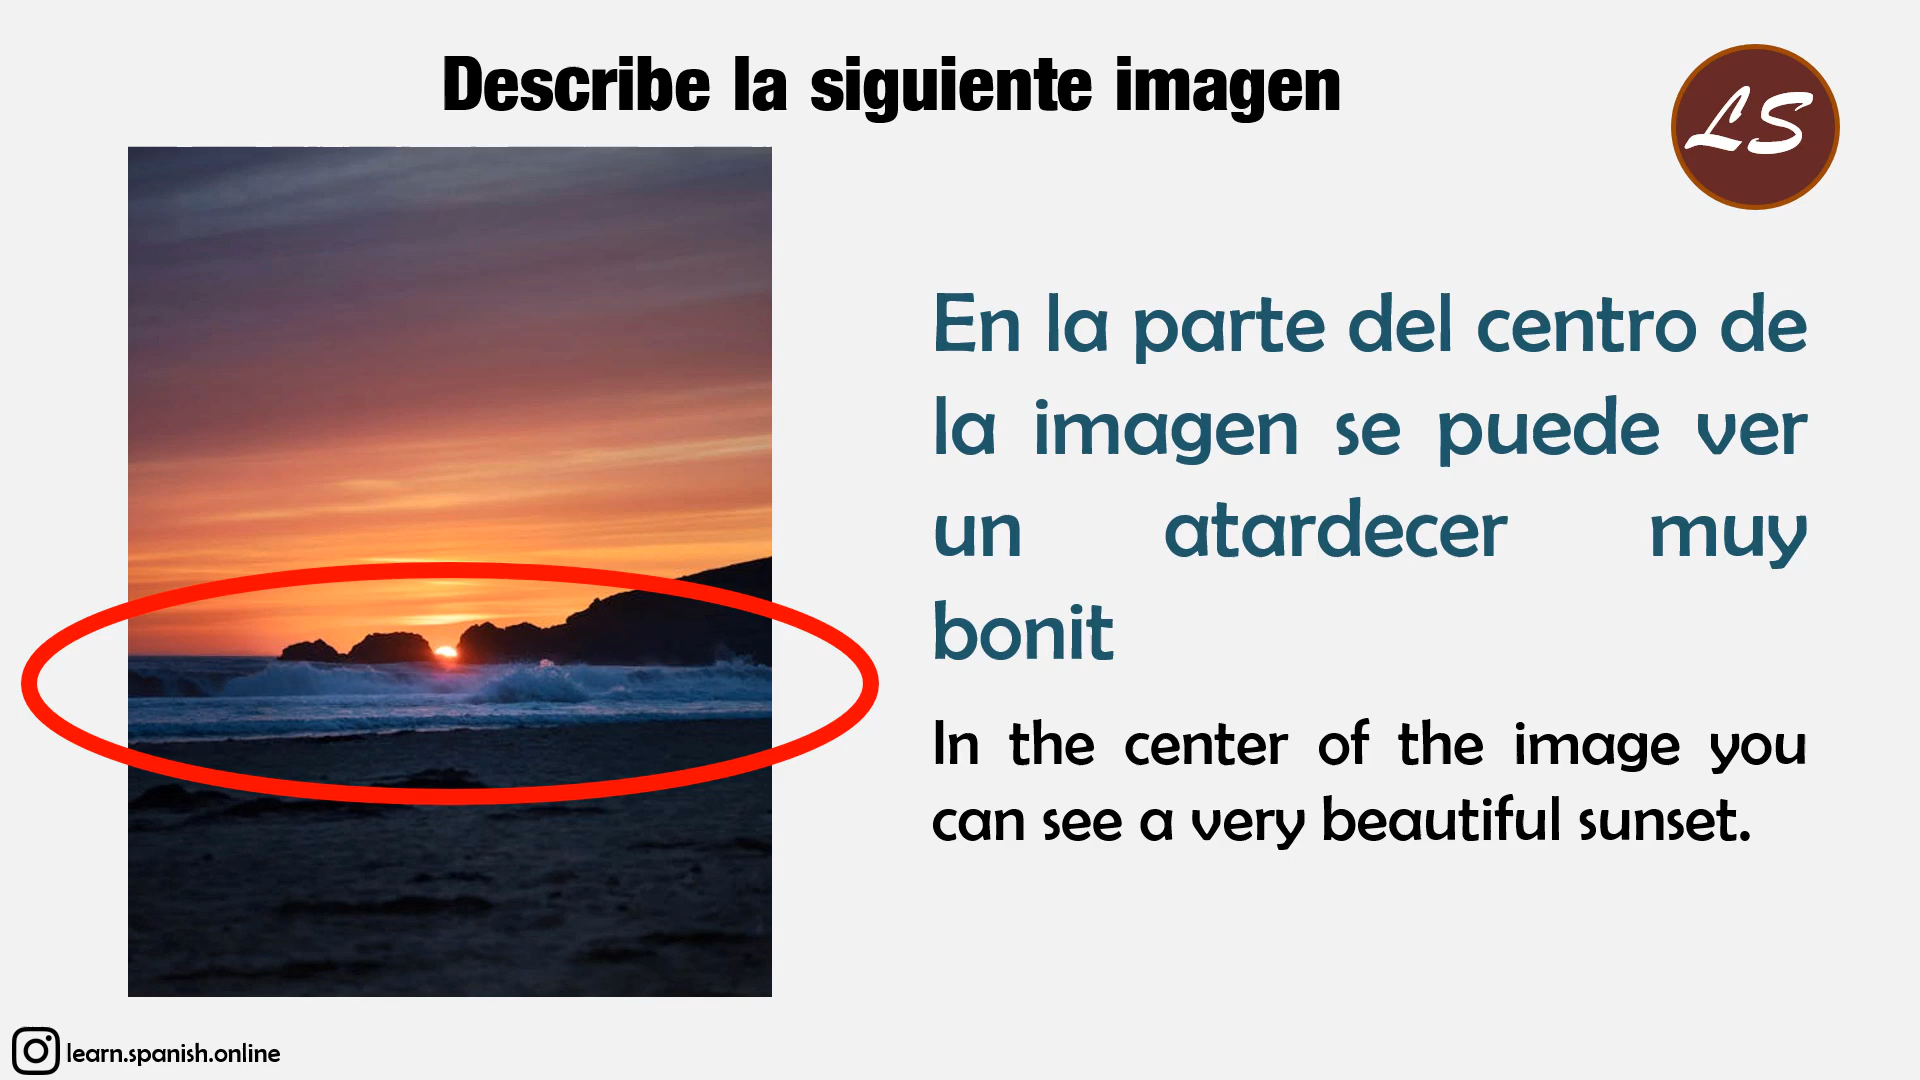 Describe la siguiente imagen
LS
En la parte del centro de
la imagen se puede ver
un atardecer muy
bonit
In the center of the image you
can see a very beautiful sunset.
learn.spanish.online